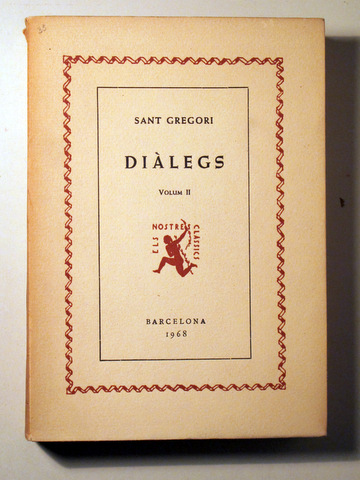 SANT GREGORI
DIÀLEGS
VOLUM II
ELS NOSTRES CLÀSSICS
BARCELONA
1968